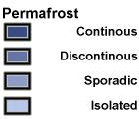 Permafrost
Continous
Discontinous
Sporadic
Isolated